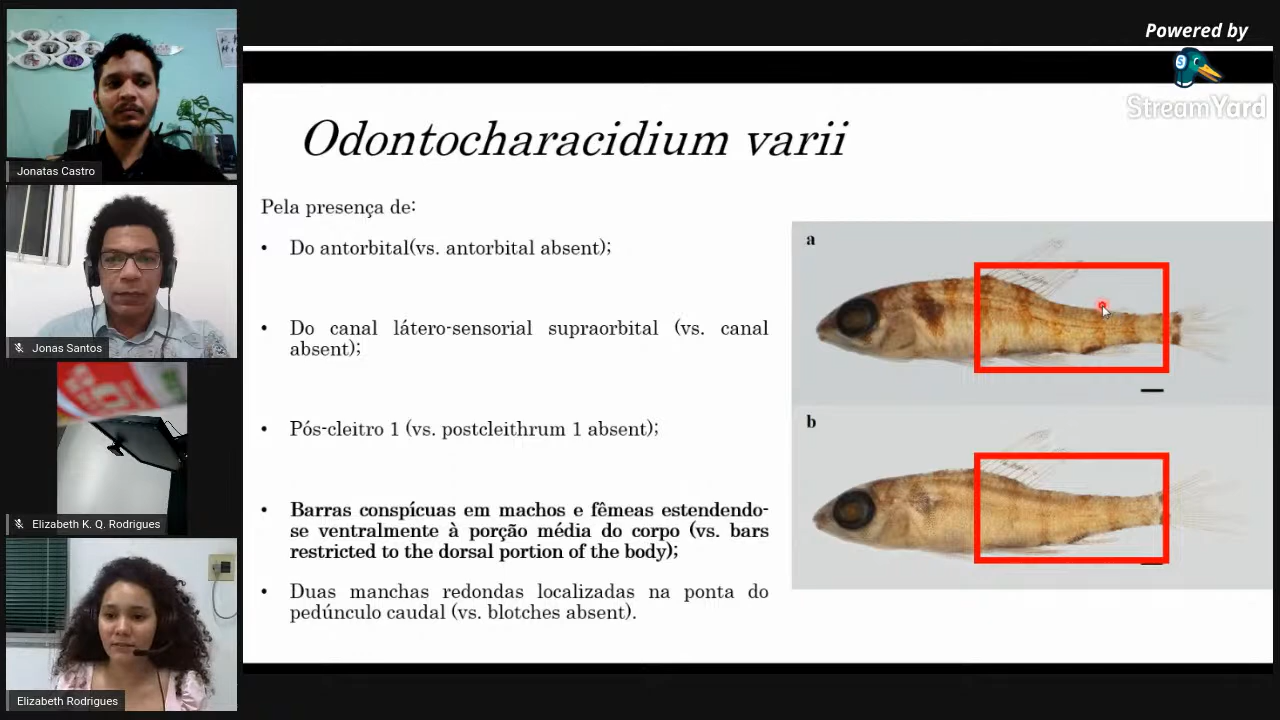 Powered by
StreamYard
Jonatas Castro
Jonas Santos
Elizabeth K. Q. Rodrigues
Elizabeth Rodrigues
Odontocharacidium varii
Pela presença de:
• Do antorbital(vs. antorbital absent);
• Do canal látero-sensorial supraorbital (vs. canal
absent);
• Pós-cleitro 1 (vs. postcleithrum 1 absent);
• Barras conspícuas em machos e fêmeas estendendo-
se ventralmente à porção média do corpo (vs. bars
restricted to the dorsal portion of the body);
• Duas manchas redondas localizadas na ponta do
pedúnculo caudal (vs. blotches absent).
a
b